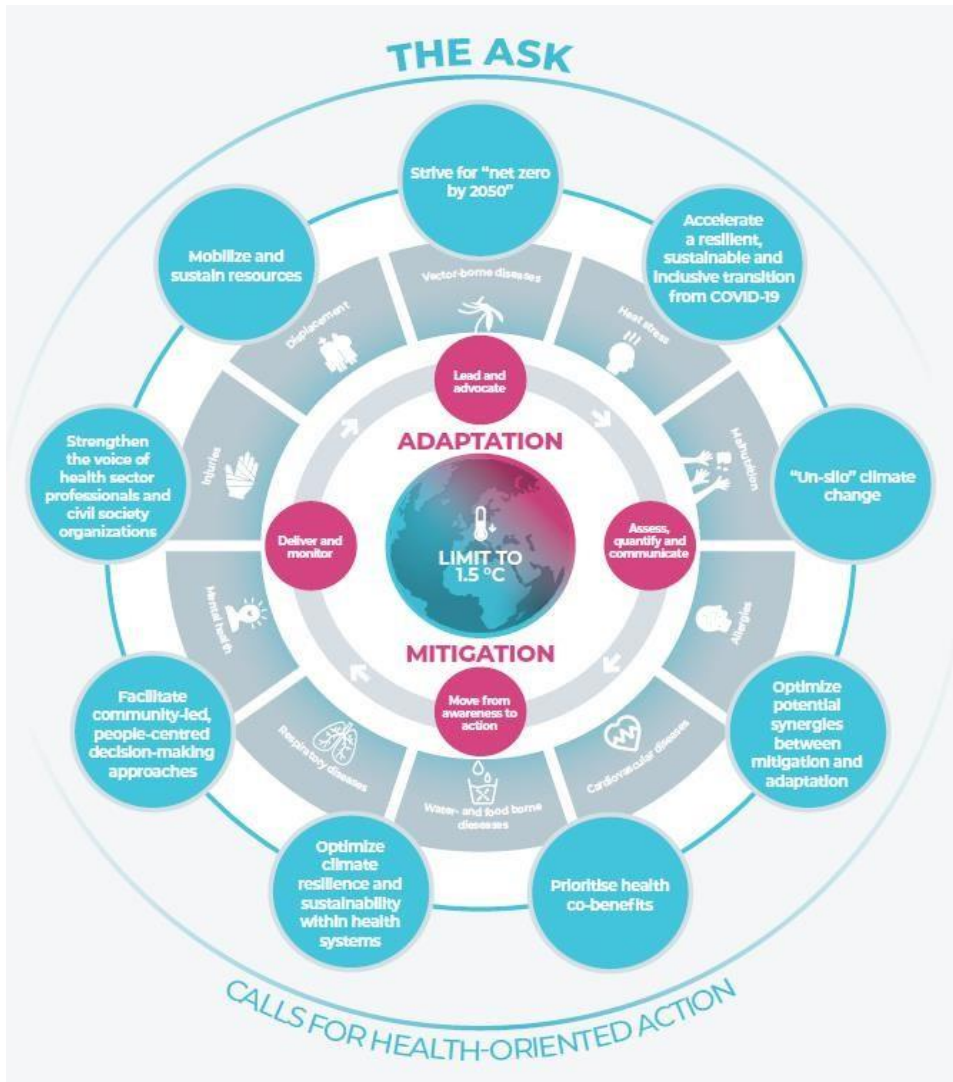 THE ASK
Strive for “net zero
by 2050”
Accelerate
a resilient,
sustainable and
inclusive transition
from COVID-19
“Un-silo” climate
change
Optimize
potential
synergies
between
mitigation and
adaptation
Prioritise health
co-benefits
Optimize
climate
resilience and
sustainability
within health
systems
Facilitate
community-led,
people-centred
decision-making
approaches
Strengthen
the voice of
health sector
professionals and
civil society
organizations
Mobilize and
sustain resources
Vector-borne diseases
Heat stress
Malnutrition
Allergies
Cardiovascular diseases
Water- and food borne
dieseases
Respiratory diseases
Mental health
Injuries
Displacement
Lead and
advocate
Assess,
quantify and
communicate
Move from
awareness to
action
Deliver and
monitor
ADAPTATION
LIMIT TO
1.5 °C
MITIGATION
CALLS FOR HEALTH-ORIENTED ACTION